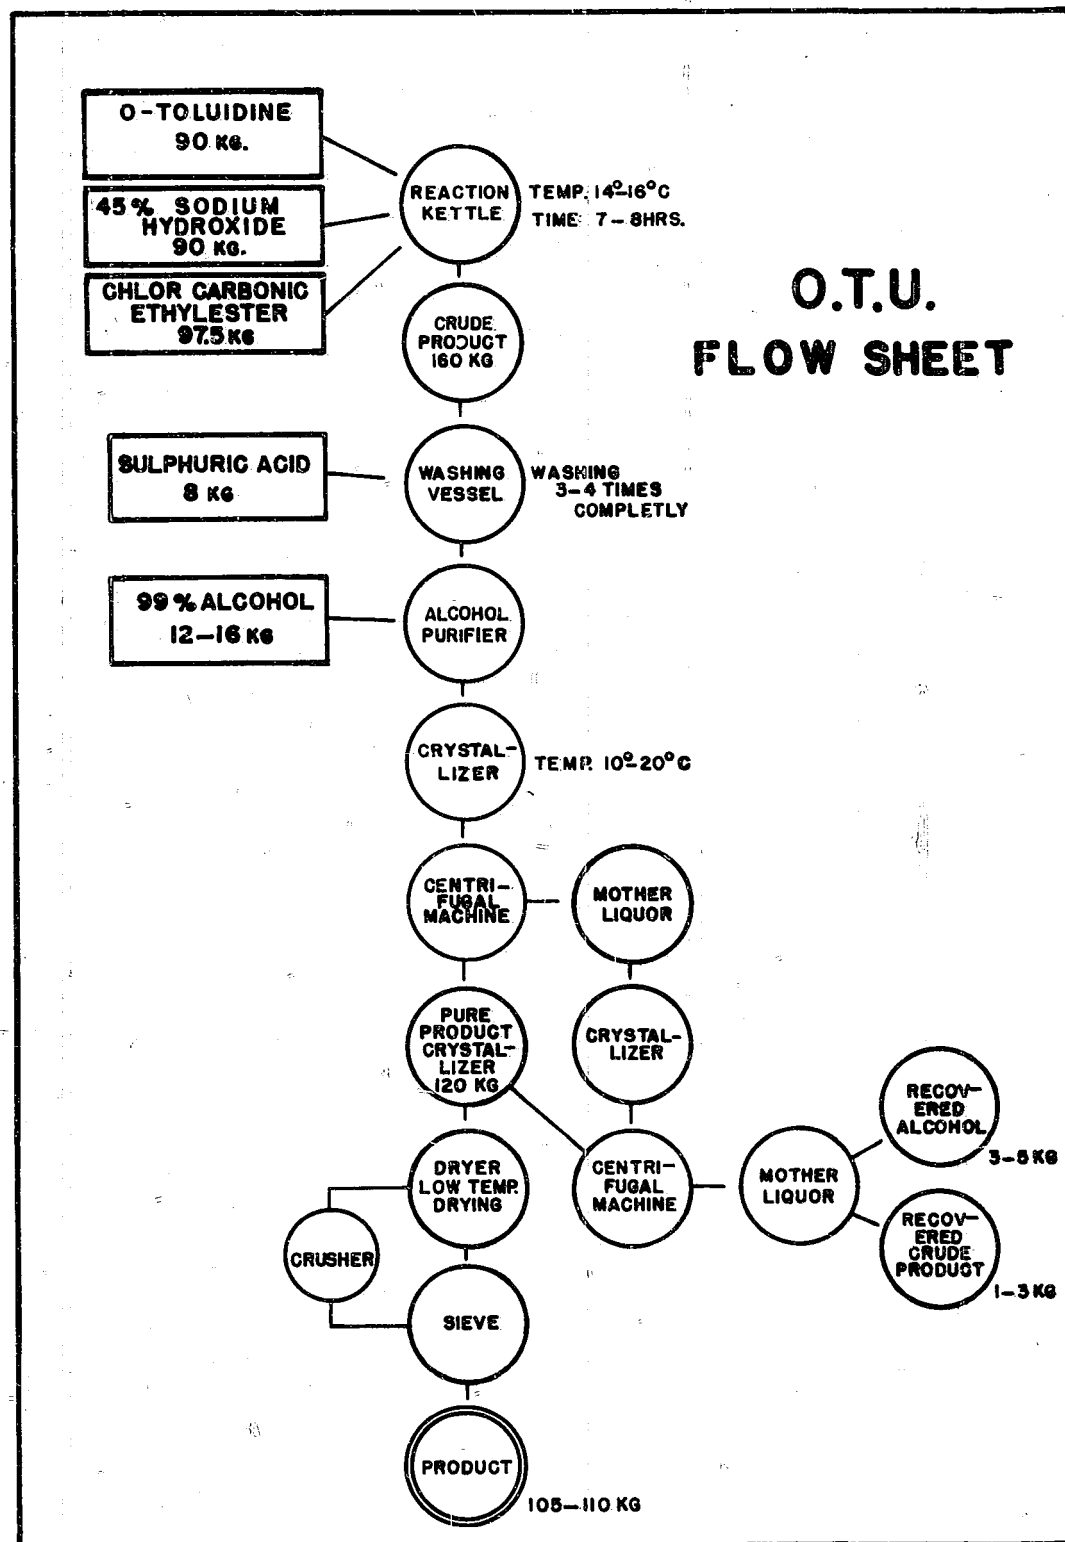 O-TOLUIDINE
90 KG.
45% SODIUM
HYDROXIDE
90 KG.
CHLOR CARBONIC
ETHYLESTER
97.5 KG
REACTION
KETTLE
TEMP. 14°-16°C
TIME: 7-8HRS.
O.T.U.
FLOW SHEET
CRUDE
PRODUCT
160 KG
SULPHURIC ACID
8 KG
WASHING
VESSEL
WASHING
3-4 TIMES
COMPLETLY
99% ALCOHOL
12-16 KG
ALCOHOL
PURIFIER
CRYSTAL-
LIZER
TEMP. 10°-20°C
CENTRI-
FUGAL
MACHINE
MOTHER
LIQUOR
PURE
PRODUCT
CRYSTAL-
LIZER
120 KG
CRYSTAL-
LIZER
DRYER
LOW TEMP.
DRYING
CENTRI-
FUGAL
MACHINE
MOTHER
LIQUOR
RECOV-
ERED
ALCOHOL
3-5 KG
RECOV-
ERED
CRUDE
PRODUCT
1-3 KG
CRUSHER
SIEVE
PRODUCT
105-110 KG